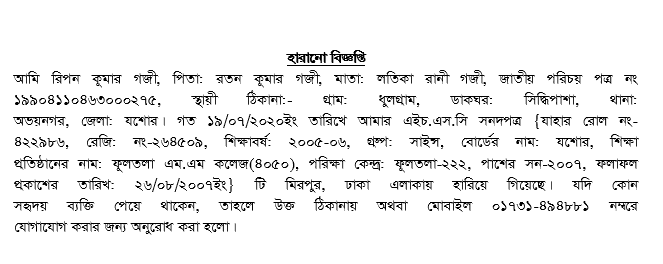 হারানো বিজ্ঞপ্তি
আমি রিপন কুমার গজী, পিতা: রতন কুমার গজী, মাতা: লতিকা রানী গজী, জাতীয় পরিচয় পত্র নং
১৯৯০৪১১০৪৬৩০০০২৭৫, স্থায়ী ঠিকানা:- গ্রাম: ধুলগ্রাম, ডাকঘর: সিদ্ধিপাশা, থানা:
অভয়নগর, জেলা: যশোর। গত ১৯/০৭/২০২০ইং তারিখে আমার এইচ.এস.সি সনদপত্র {যাহার রোল নং-
৪২২৯৮৬, রেজি: নং-২৬৪৫০৯, শিক্ষাবর্ষ: ২০০৫-০৬, গ্রুপ: সাইন্স, বোর্ডের নাম: যশোর, শিক্ষা
প্রতিষ্ঠানের নাম: ফুলতলা এম.এম কলেজ(৪০৫০), পরিক্ষা কেন্দ্র: ফুলতলা-২২২, পাশের সন-২০০৭, ফলাফল
প্রকাশের তারিখ: ২৬/০৮/২০০৭ইং} টি মিরপুর, ঢাকা এলাকায় হারিয়ে গিয়েছে। যদি কোন
সহৃদয় ব্যক্তি পেয়ে থাকেন, তাহলে উক্ত ঠিকানায় অথবা মোবাইল ০১৭৩১-৪৯৪৮৮১ নম্বরে
যোগাযোগ করার জন্য অনুরোধ করা হলো।